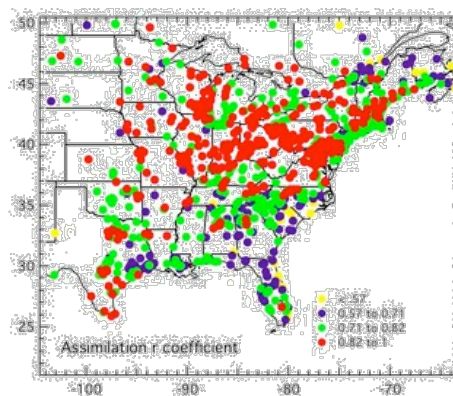 50
45
40
35
30
25
< .57
0.57 to 0.71
0.71 to 0.82
0.82 to 1
Assimilation r coefficient
-100 -90 -80 -70